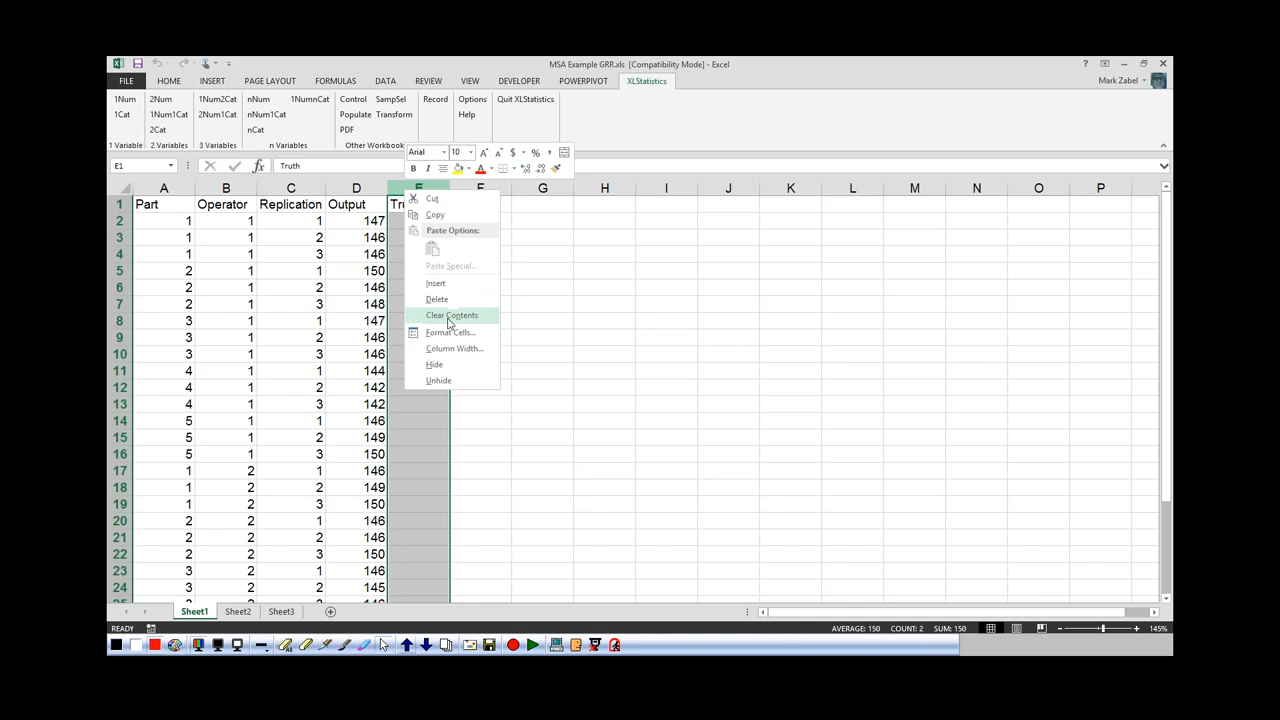 MSA Example GRR.xls [Compatibility Mode] - Excel
FILE HOME INSERT PAGE LAYOUT FORMULAS DATA REVIEW VIEW DEVELOPER POWERPIVOT XLStatistics Mark Zabel
1Num 2Num 1Num2Cat nNum 1NumnCat Control SampSel Record Options Quit XLStatistics
1Cat 1Num1Cat 2Num1Cat nNum1Cat Populate Transform Help
2Cat nCat PDF
1 Variable 2 Variables 3 Variables n Variables Other Workbook
Arial 10
E1 Truth
A B C D E F G H I J K L M N O P
1 Part Operator Replication Output
2 1 1 1 147
3 1 1 2 146
4 1 1 3 146
5 2 1 1 150
6 2 1 2 146
7 2 1 3 148
8 3 1 1 147
9 3 1 2 146
10 3 1 3 146
11 4 1 1 144
12 4 1 2 142
13 4 1 3 142
14 5 1 1 146
15 5 1 2 149
16 5 1 3 150
17 1 2 1 146
18 1 2 2 149
19 1 2 3 150
20 2 2 1 146
21 2 2 2 146
22 2 2 3 150
23 3 2 1 146
24 3 2 2 145
Cut
Copy
Paste Options:
Paste Special...
Insert
Delete
Clear Contents
Format Cells...
Column Width...
Hide
Unhide
Sheet1 Sheet2 Sheet3
READY AVERAGE: 150 COUNT: 2 SUM: 150 145%